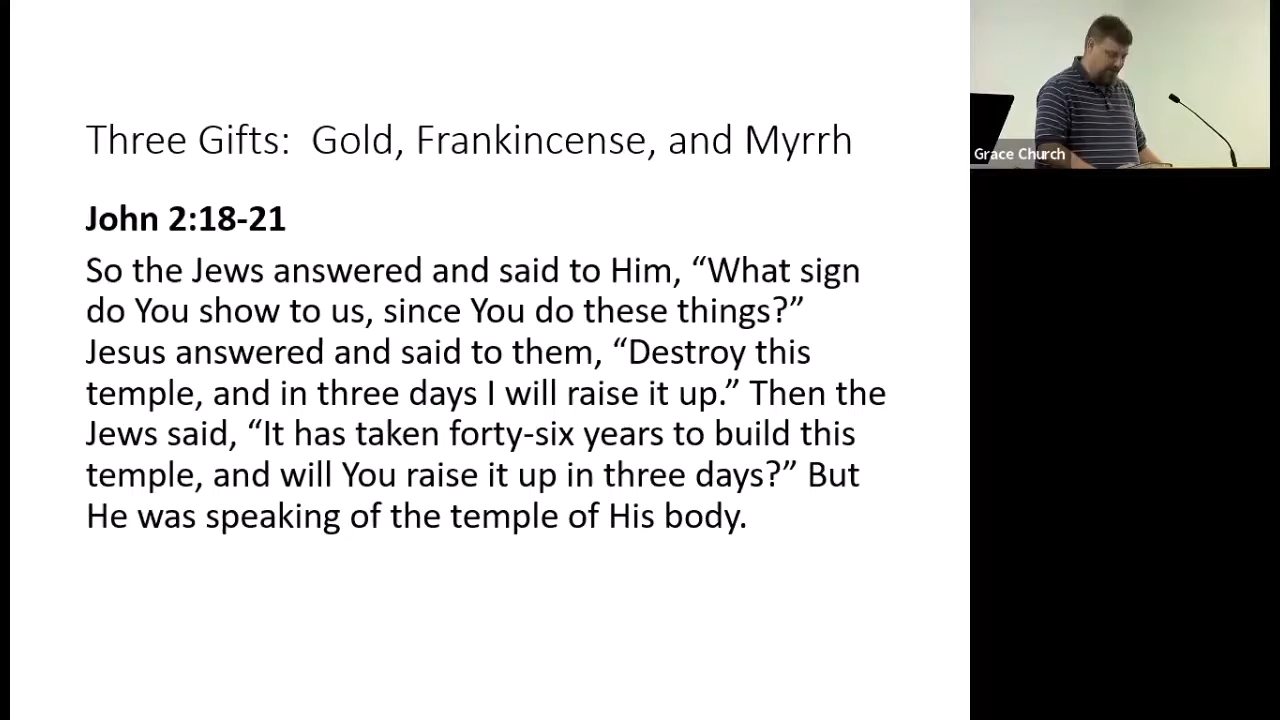 Three Gifts:  Gold, Frankincense, and Myrrh
John 2:18-21
So the Jews answered and said to Him, “What sign
do You show to us, since You do these things?”
Jesus answered and said to them, “Destroy this
temple, and in three days I will raise it up.” Then the
Jews said, “It has taken forty-six years to build this
temple, and will You raise it up in three days?” But
He was speaking of the temple of His body.
Grace Church